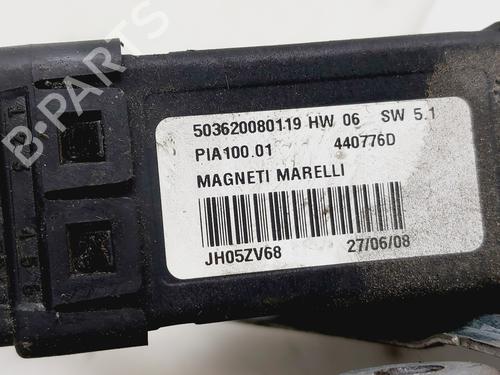 B-PARTS
503620080119 HW 06 SW 5.1
PIA100.01 440776D
MAGNETI MARELLI
JH05ZV68 27/06/08